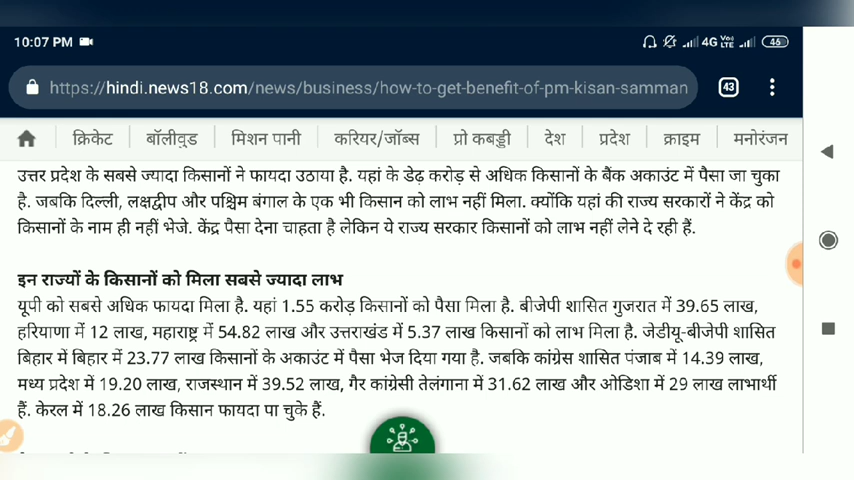 10:07 PM
4G Vo) LTE 46
https://hindi.news18.com/news/business/how-to-get-benefit-of-pm-kisan-samman
43
क्रिकेट बॉलीवुड मिशन पानी करियर/जॉब्स प्रो कबड्डी देश प्रदेश क्राइम मनोरंजन
उत्तर प्रदेश के सबसे ज्यादा किसानों ने फायदा उठाया है. यहां के डेढ़ करोड़ से अधिक किसानों के बैंक अकाउंट में पैसा जा चुका
है. जबकि दिल्ली, लक्षद्वीप और पश्चिम बंगाल के एक भी किसान को लाभ नहीं मिला. क्योंकि यहां की राज्य सरकारों ने केंद्र को
किसानों के नाम ही नहीं भेजे. केंद्र पैसा देना चाहता है लेकिन ये राज्य सरकार किसानों को लाभ नहीं लेने दे रही हैं.
इन राज्यों के किसानों को मिला सबसे ज्यादा लाभ
यूपी को सबसे अधिक फायदा मिला है. यहां 1.55 करोड़ किसानों को पैसा मिला है. बीजेपी शासित गुजरात में 39.65 लाख,
हरियाणा में 12 लाख, महाराष्ट्र में 54.82 लाख और उत्तराखंड में 5.37 लाख किसानों को लाभ मिला है. जेडीयू-बीजेपी शासित
बिहार में बिहार में 23.77 लाख किसानों के अकाउंट में पैसा भेज दिया गया है. जबकि कांग्रेस शासित पंजाब में 14.39 लाख,
मध्य प्रदेश में 19.20 लाख, राजस्थान में 39.52 लाख, गैर कांग्रेसी तेलंगाना में 31.62 लाख और ओडिशा में 29 लाख लाभार्थी
हैं. केरल में 18.26 लाख किसान फायदा पा चुके हैं.